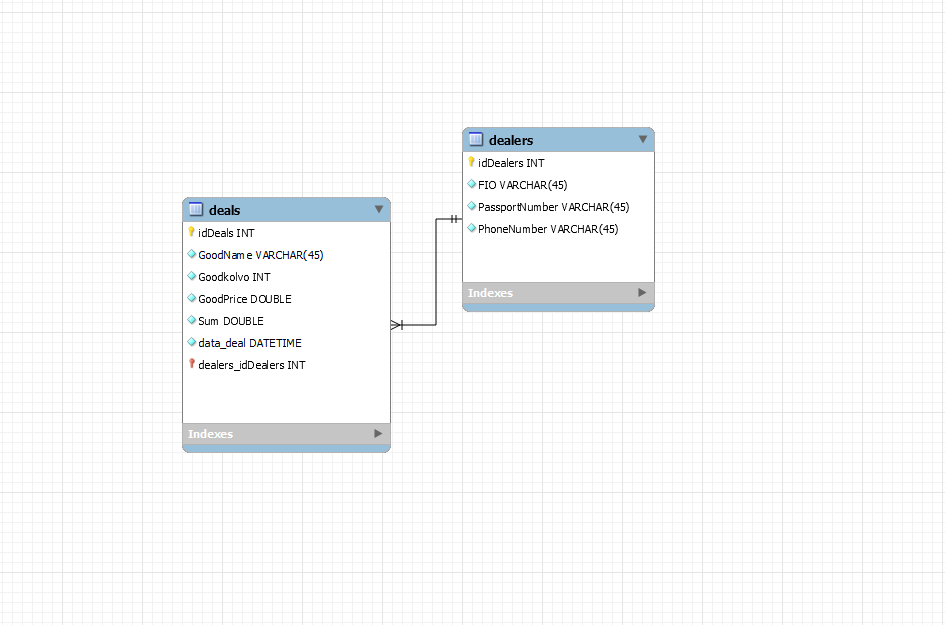 dealers
idDealers INT
FIO VARCHAR(45)
PassportNumber VARCHAR(45)
PhoneNumber VARCHAR(45)
Indexes
deals
idDeals INT
GoodName VARCHAR(45)
Goodkolvo INT
GoodPrice DOUBLE
Sum DOUBLE
data_deal DATETIME
dealers_idDealers INT
Indexes